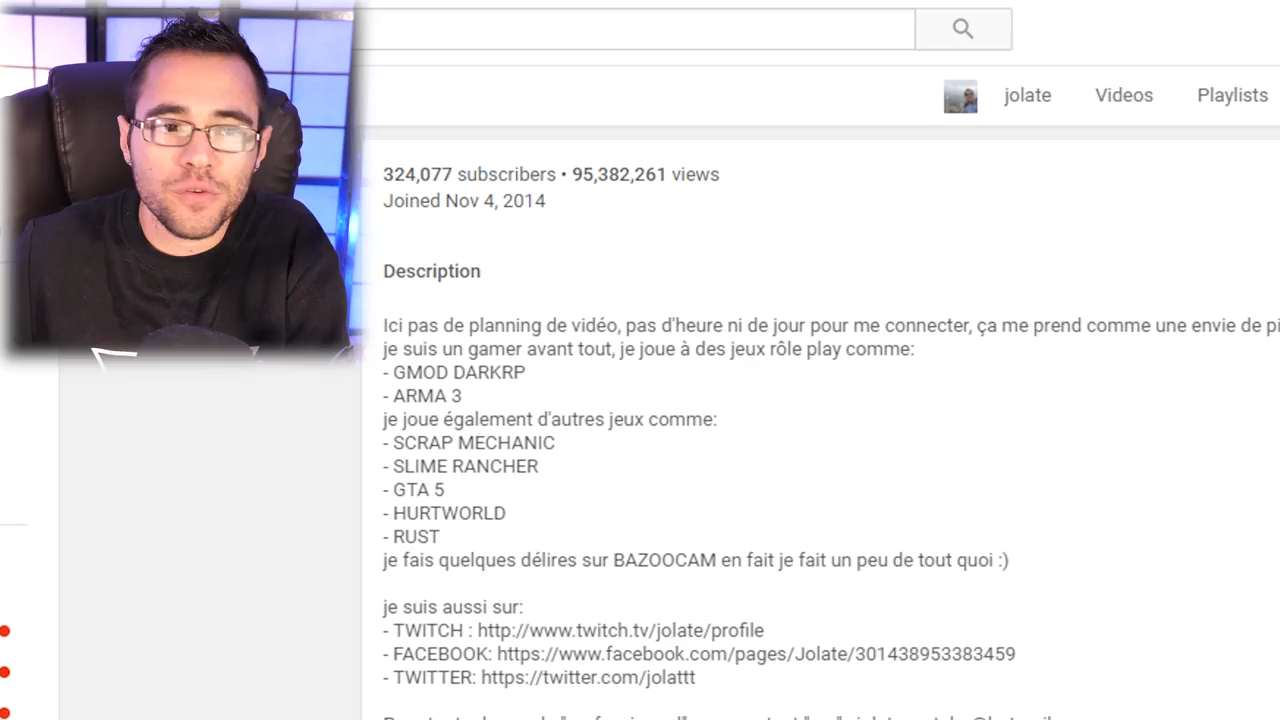 jolate Videos Playlists
324,077 subscribers • 95,382,261 views
Joined Nov 4, 2014
Description
Ici pas de planning de vidéo, pas d'heure ni de jour pour me connecter, ça me prend comme une envie de pi
je suis un gamer avant tout, je joue à des jeux rôle play comme:
- GMOD DARKRP
- ARMA 3
je joue également d'autres jeux comme:
- SCRAP MECHANIC
- SLIME RANCHER
- GTA 5
- HURTWORLD
- RUST
je fais quelques délires sur BAZOOCAM en fait je fait un peu de tout quoi :)
je suis aussi sur:
- TWITCH : http://www.twitch.tv/jolate/profile
- FACEBOOK: https://www.facebook.com/pages/Jolate/301438953383459
- TWITTER: https://twitter.com/jolattt